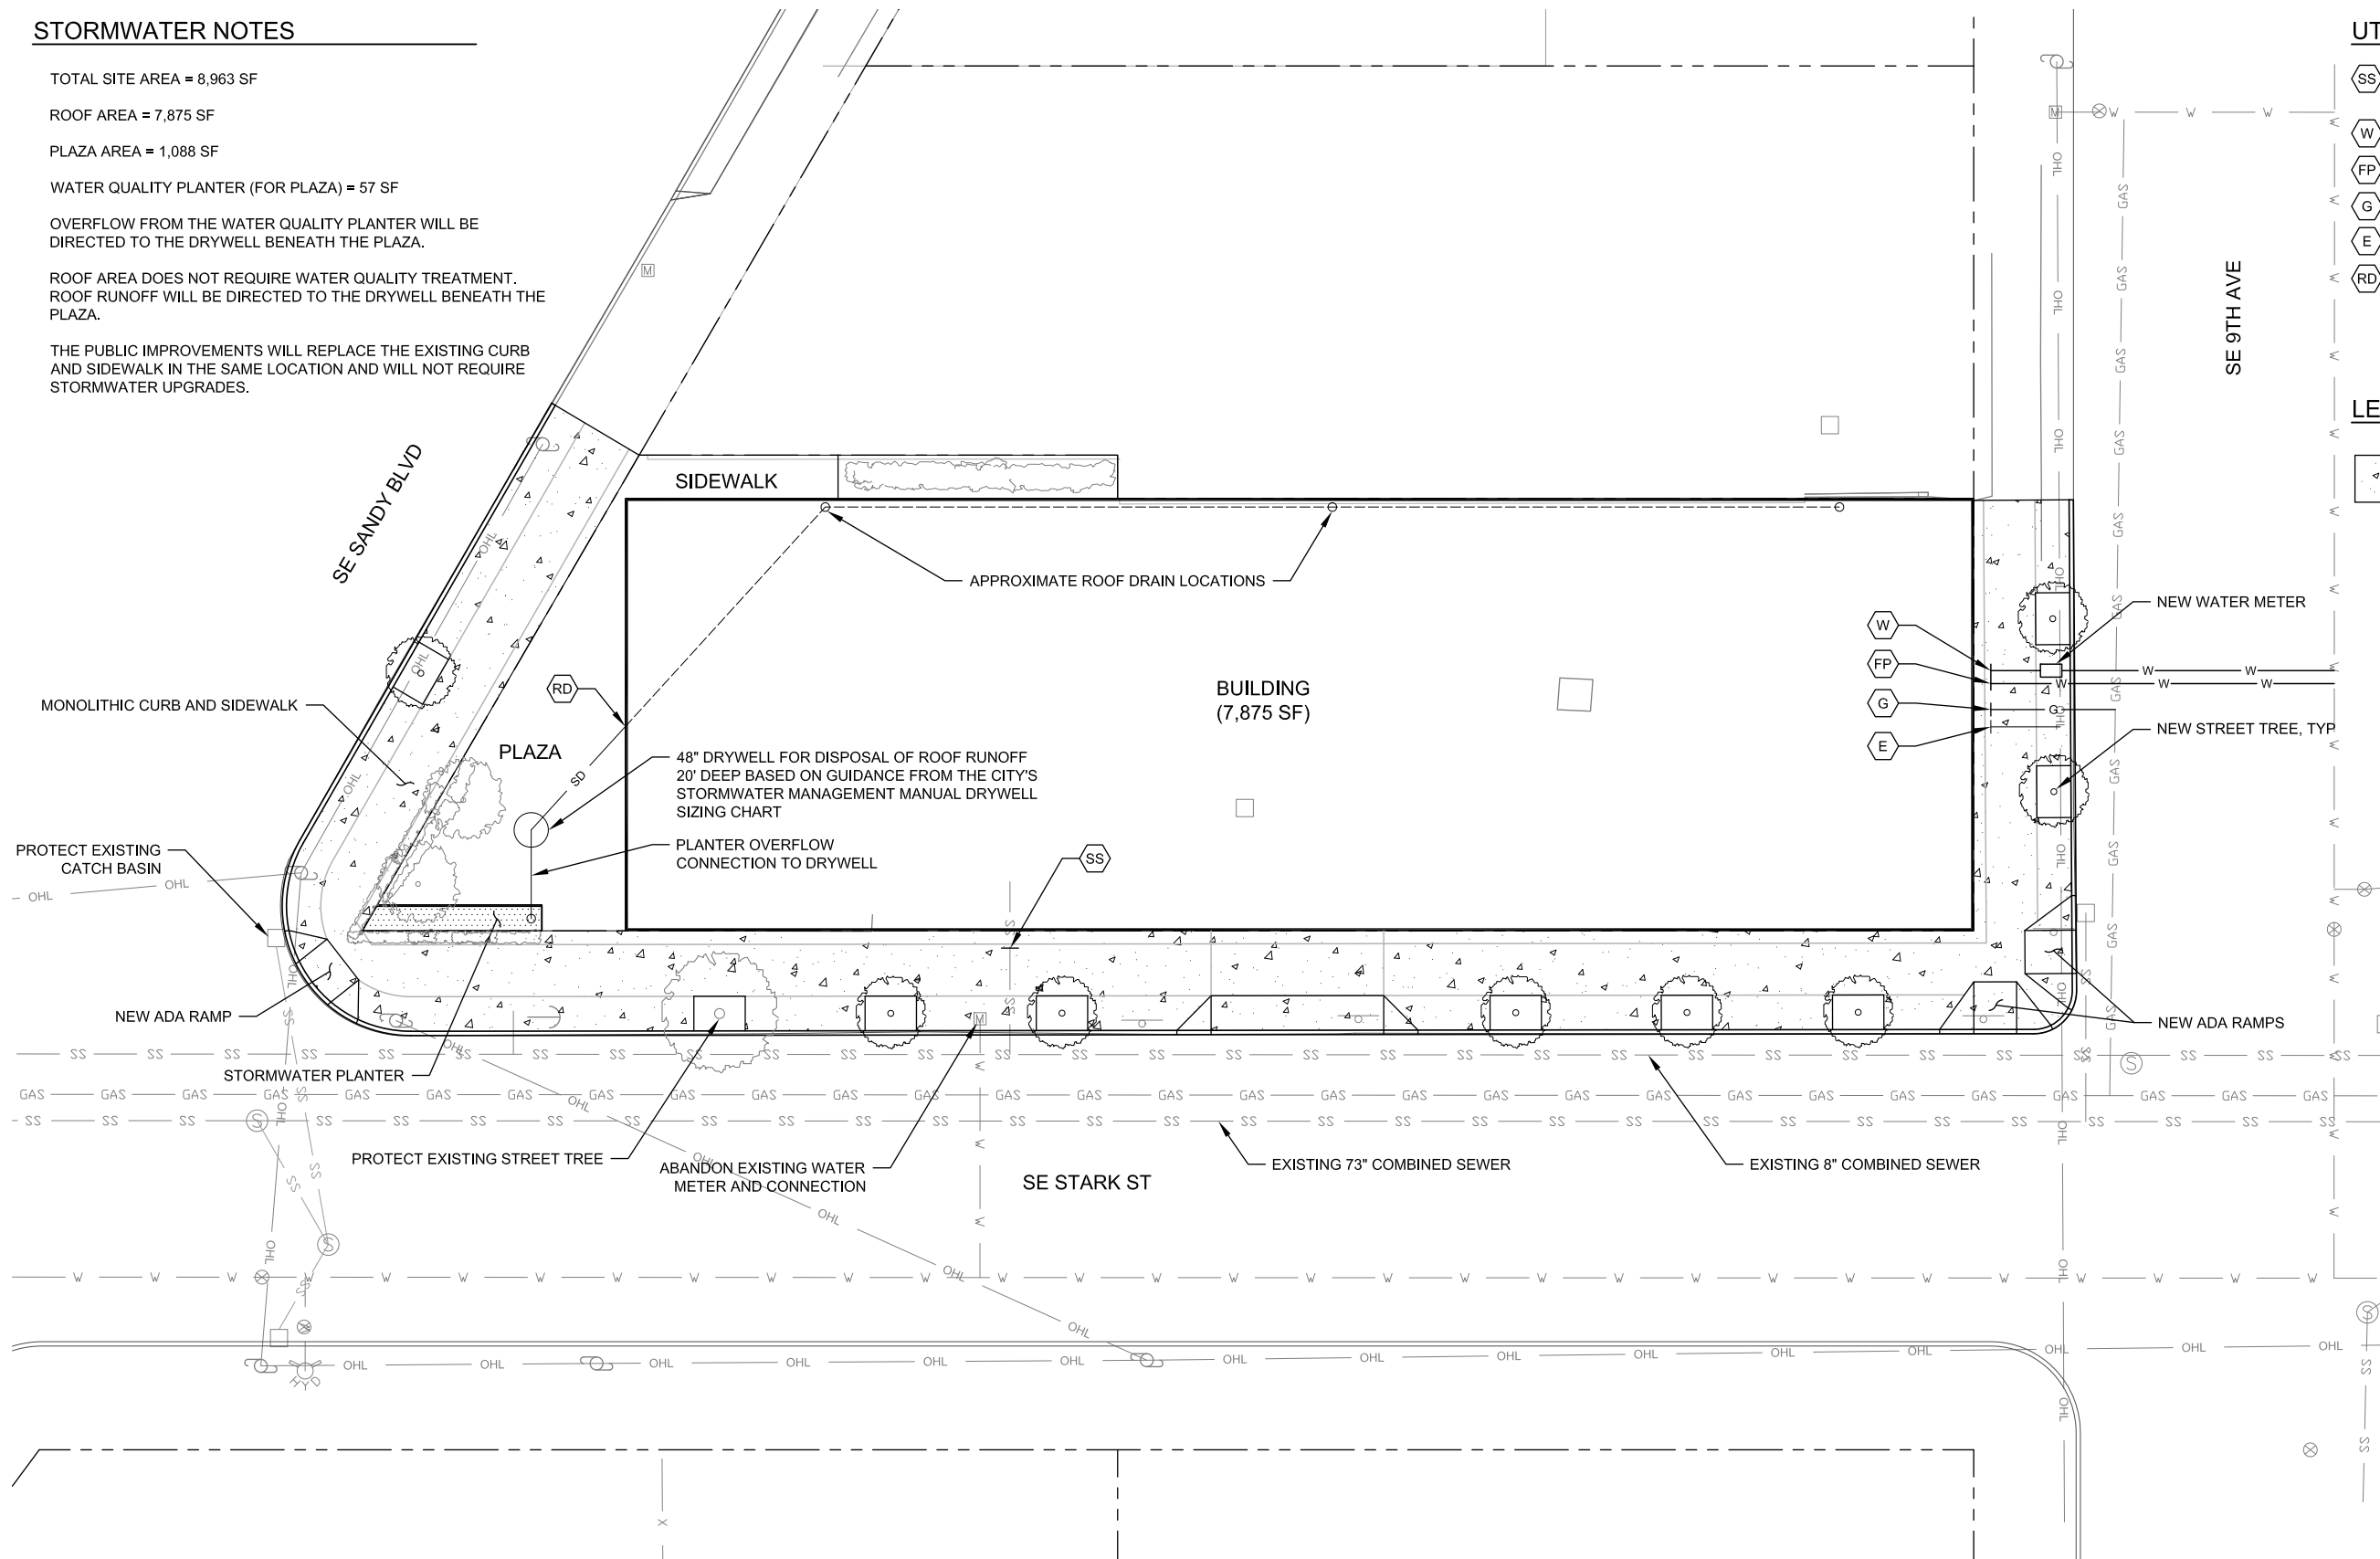 STORMWATER NOTES
TOTAL SITE AREA = 8,963 SF
ROOF AREA = 7,875 SF
PLAZA AREA = 1,088 SF
WATER QUALITY PLANTER (FOR PLAZA) = 57 SF
OVERFLOW FROM THE WATER QUALITY PLANTER WILL BE
DIRECTED TO THE DRYWELL BENEATH THE PLAZA.
ROOF AREA DOES NOT REQUIRE WATER QUALITY TREATMENT.
ROOF RUNOFF WILL BE DIRECTED TO THE DRYWELL BENEATH THE
PLAZA.
THE PUBLIC IMPROVEMENTS WILL REPLACE THE EXISTING CURB
AND SIDEWALK IN THE SAME LOCATION AND WILL NOT REQUIRE
STORMWATER UPGRADES.
UT
SS
W
FP
G
E
RD
LE
SE 9TH AVE
SE SANDY BLVD
SIDEWALK
APPROXIMATE ROOF DRAIN LOCATIONS
NEW WATER METER
W
FP
G
E
NEW STREET TREE, TYP
RD
BUILDING
(7,875 SF)
MONOLITHIC CURB AND SIDEWALK
PLAZA
SD
48" DRYWELL FOR DISPOSAL OF ROOF RUNOFF
20' DEEP BASED ON GUIDANCE FROM THE CITY'S
STORMWATER MANAGEMENT MANUAL DRYWELL
SIZING CHART
PLANTER OVERFLOW
CONNECTION TO DRYWELL
SS
PROTECT EXISTING
CATCH BASIN
NEW ADA RAMP
NEW ADA RAMPS
STORMWATER PLANTER
PROTECT EXISTING STREET TREE
ABANDON EXISTING WATER
METER AND CONNECTION
SE STARK ST
EXISTING 73" COMBINED SEWER
EXISTING 8" COMBINED SEWER
HYD